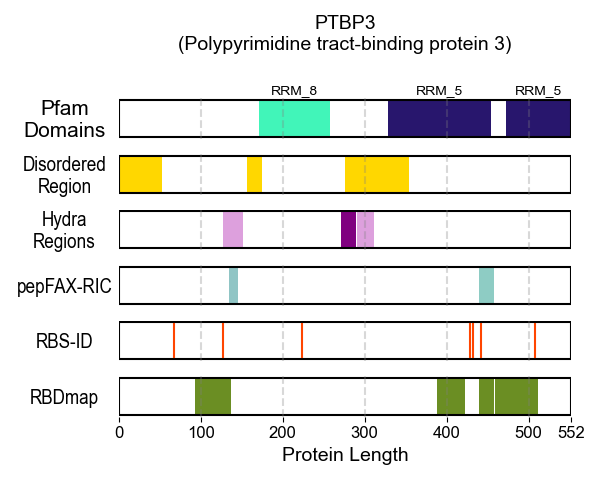 PTBP3
(Polypyrimidine tract-binding protein 3)
RRM_8 RRM_5 RRM_5
Pfam
Domains
Disordered
Region
Hydra
Regions
pepFAX-RIC
RBS-ID
RBDmap
0 100 200 300 400 500 552
Protein Length